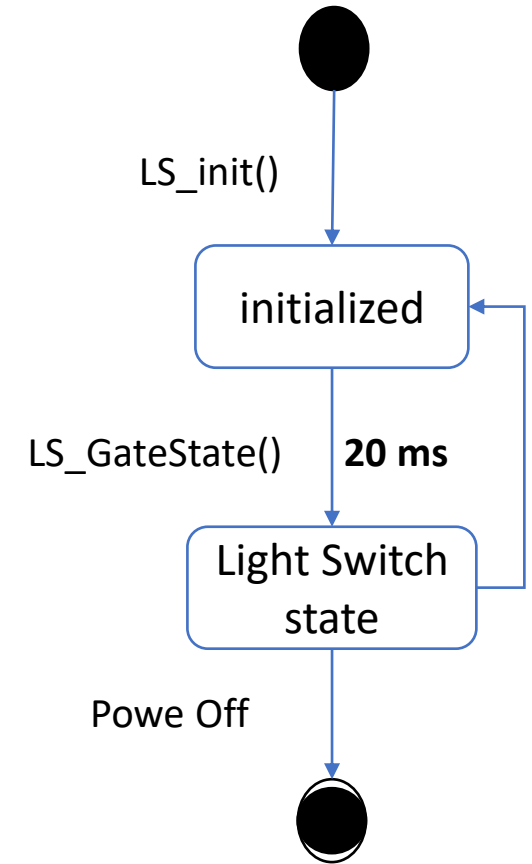 LS_init()
initialized
LS_GateState() 20 ms
Light Switch
state
Powe Off